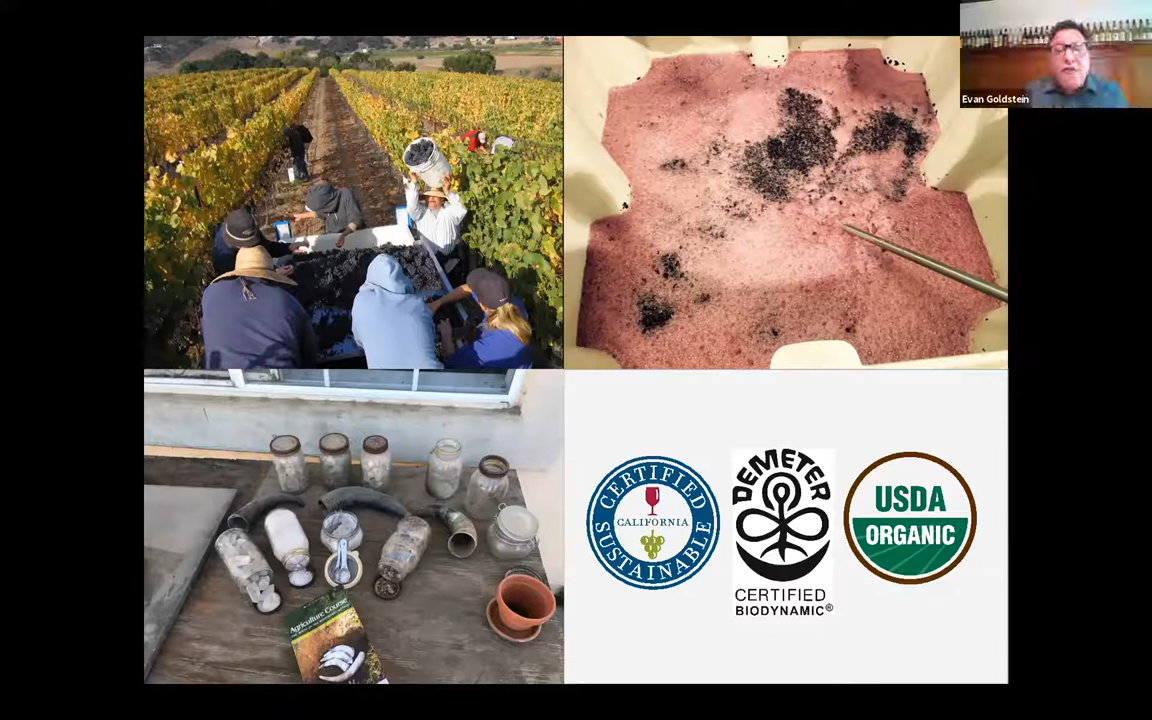 Evan Goldstein
Agriculture Course
CERTIFIED
CALIFORNIA
SUSTAINABLE
DEMETER
CERTIFIED
BIODYNAMIC®
USDA
ORGANIC